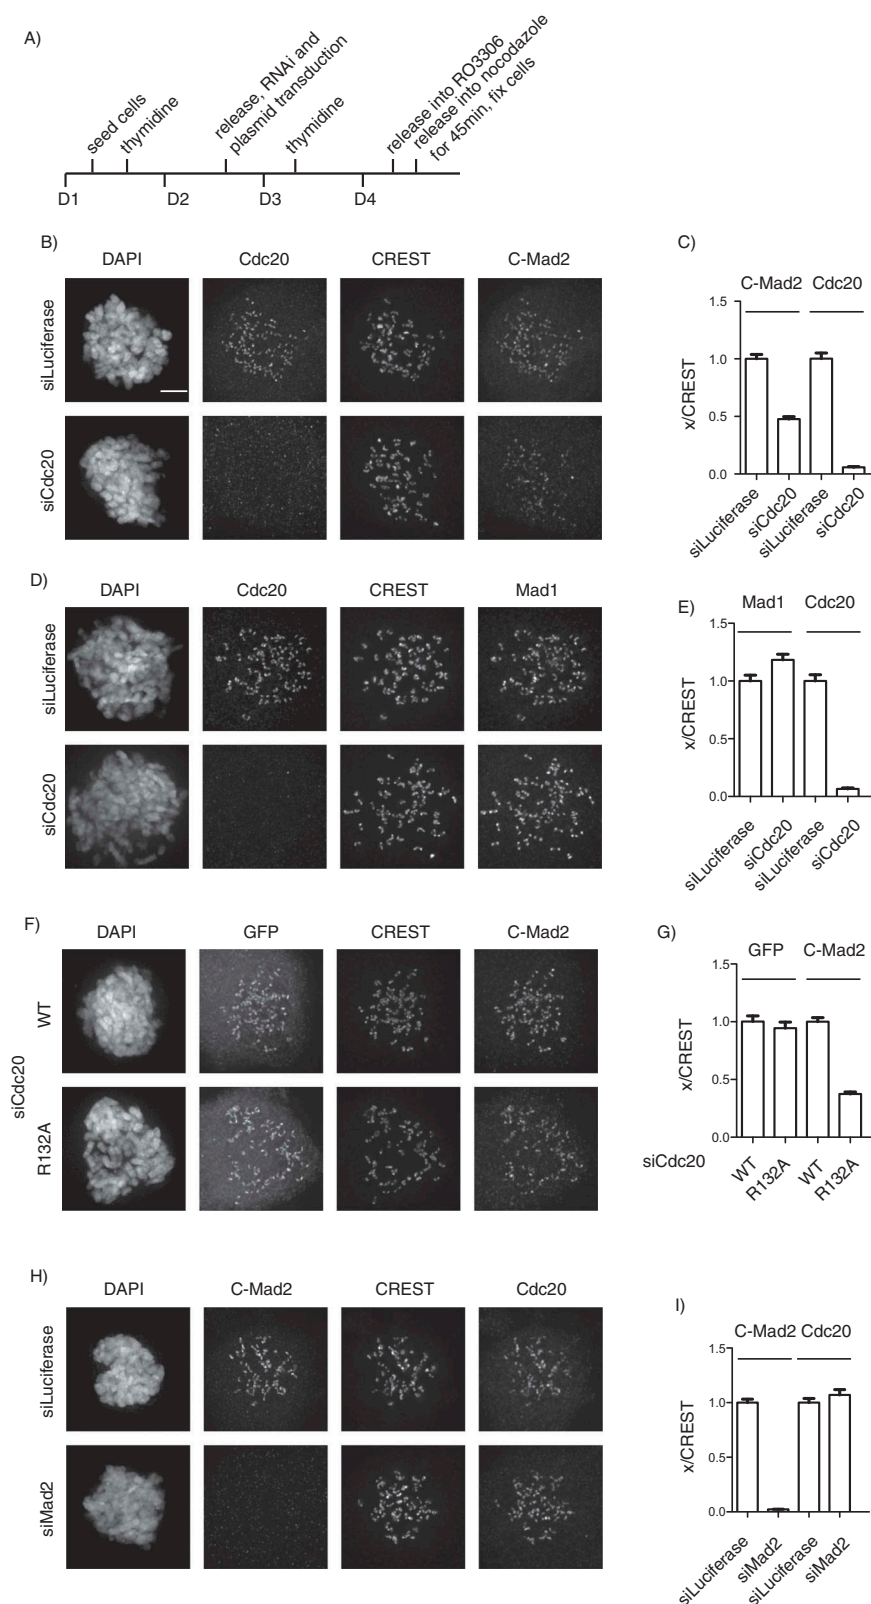 A)
seed cells
thymidine
release, RNAi and
plasmid transduction
thymidine
release into RO3306
release into nocodazole
for 45min, fix cells
D1
D2
D3
D4
B)
DAPI
Cdc20
CREST
C-Mad2
siLuciferase
siCdc20
C)
C-Mad2
Cdc20
1.5
1.0
0.5
0.0
x/CREST
siLuciferase
siCdc20
siLuciferase
siCdc20
D)
DAPI
Cdc20
CREST
Mad1
siLuciferase
siCdc20
E)
Mad1
Cdc20
1.5
1.0
0.5
0.0
x/CREST
siLuciferase
siCdc20
siLuciferase
siCdc20
F)
DAPI
GFP
CREST
C-Mad2
siCdc20
WT
R132A
G)
GFP
C-Mad2
1.5
1.0
0.5
0.0
x/CREST
siCdc20
WT
R132A
WT
R132A
H)
DAPI
C-Mad2
CREST
Cdc20
siLuciferase
siMad2
I)
C-Mad2
Cdc20
1.5
1.0
0.5
0.0
x/CREST
siLuciferase
siMad2
siLuciferase
siMad2